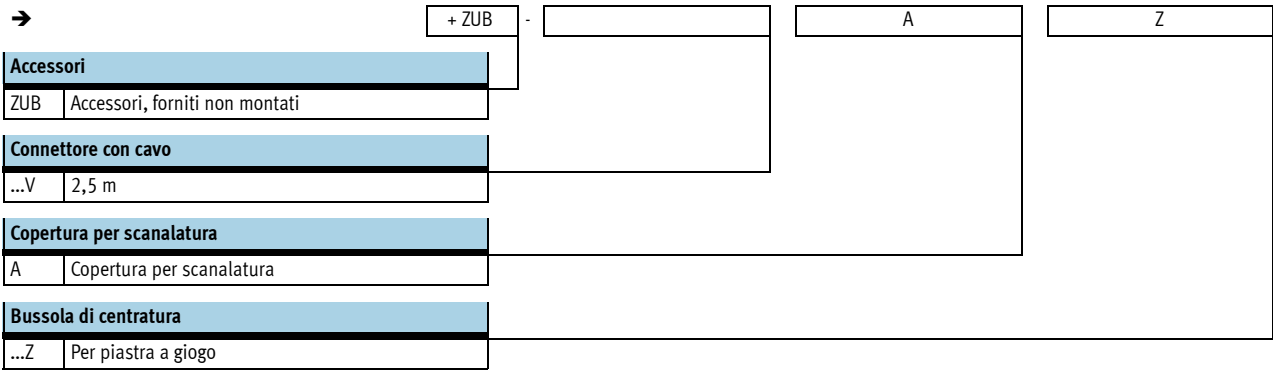 ➔ + ZUB - A Z
Accessori
ZUB Accessori, forniti non montati
Connettore con cavo
...V 2,5 m
Copertura per scanalatura
A Copertura per scanalatura
Bussola di centratura
...Z Per piastra a giogo